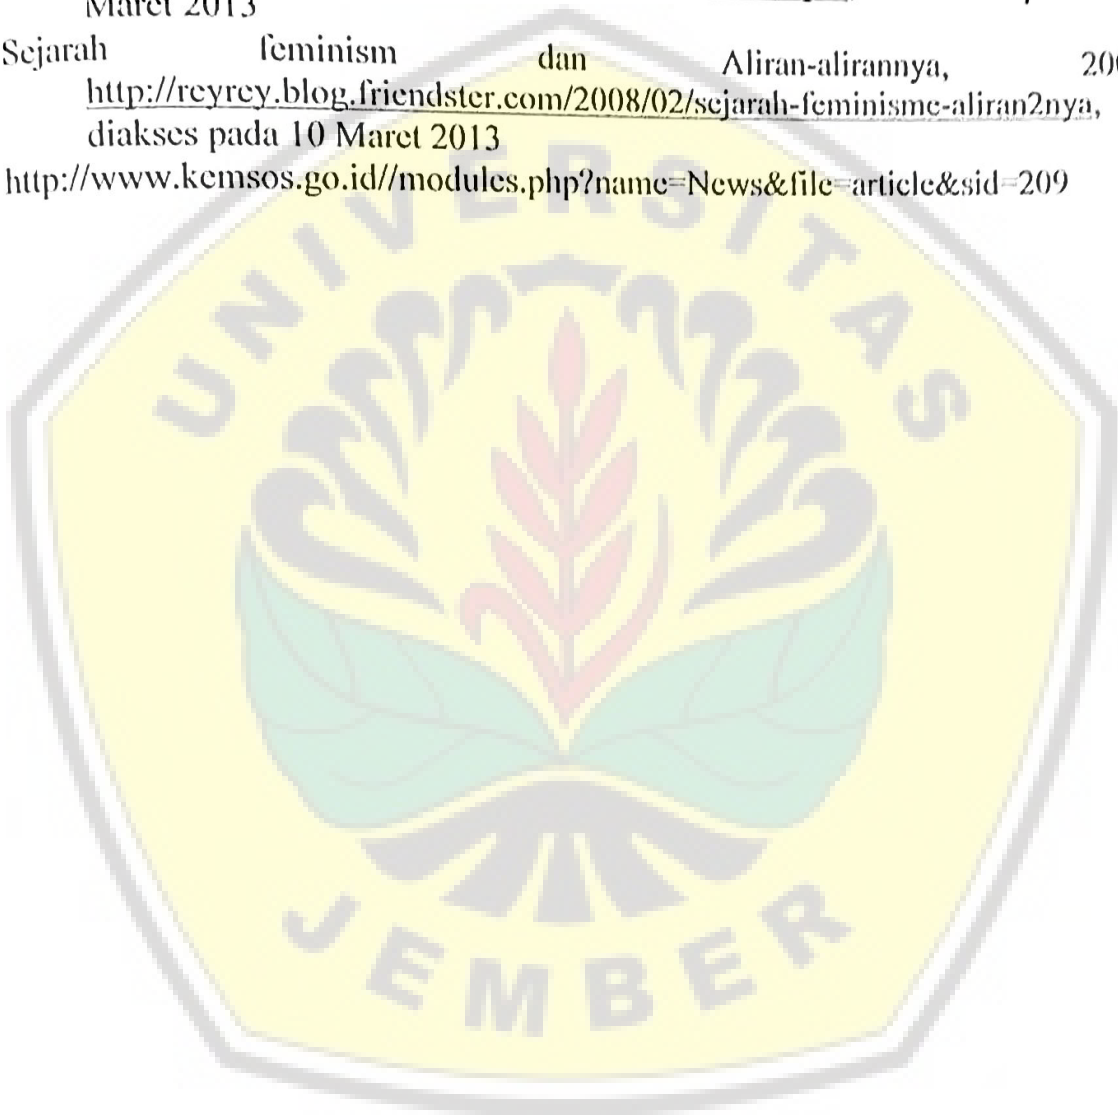 Maret 2013
Sejarah feminism dan Aliran-alirannya,
http://reyrey.blog.friendster.com/2008/02/sejarah-feminisme-aliran2nya,
diakses pada 10 Maret 2013
http://www.kemsos.go.id//modules.php?name=News&file=article&sid=209
UNIVERSITAS
JEMBER